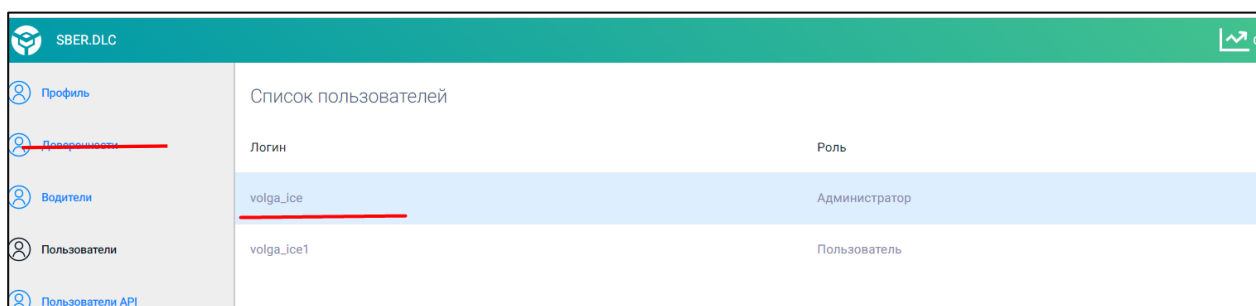 SBER.DLC
Профиль
Доверенности
Водители
Пользователи
Пользователи API
Список пользователей
Логин Роль
volga_ice Администратор
volga_ice1 Пользователь